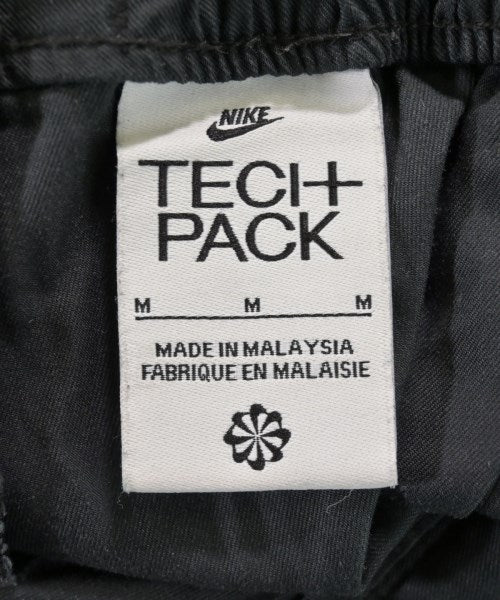 NIKE
TECH
PACK
M M M
MADE IN MALAYSIA
FABRIQUE EN MALAISIE